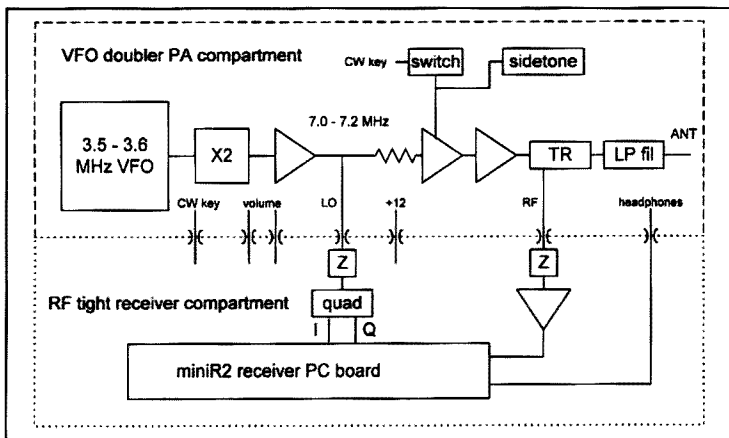 VFO doubler PA compartment
CW key
switch
sidetone
7.0 - 7.2 MHz
3.5 - 3.6
MHz VFO
X2
TR
LP fil
ANT
CW key
volume
LO
+12
RF
headphones
Z
Z
RF tight receiver compartment
quad
I
Q
miniR2 receiver PC board